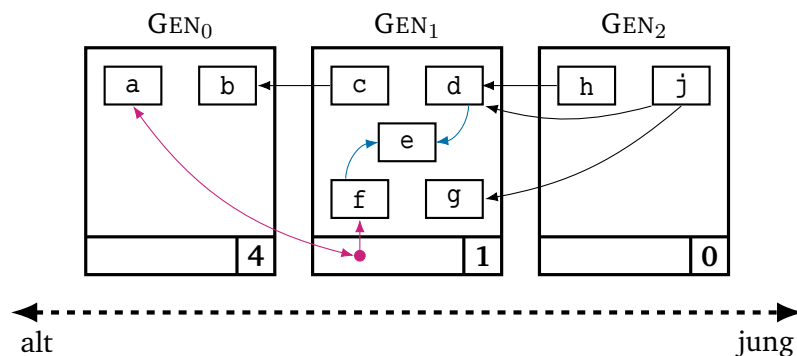 GEN₀ GEN₁ GEN₂
a b c d h j
e
f g
4 1 0
alt jung